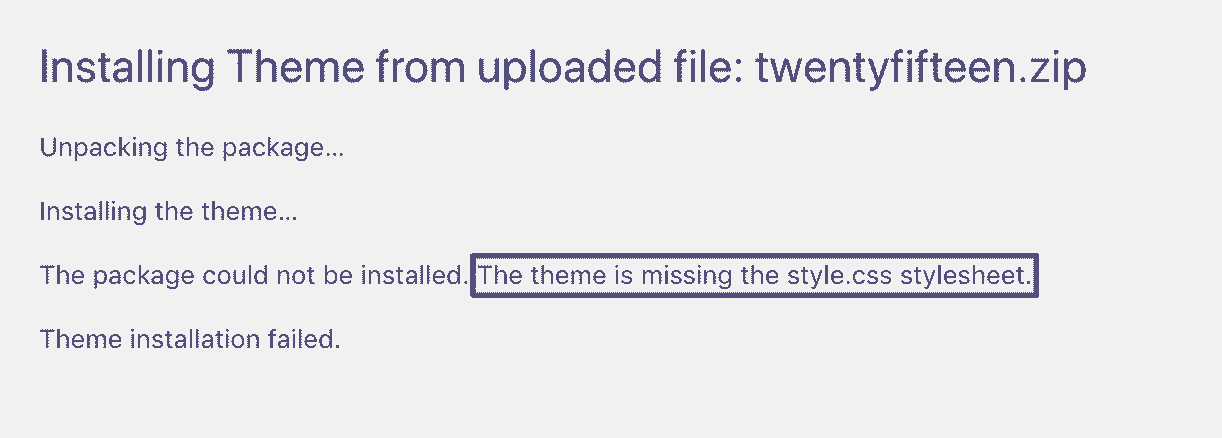 Installing Theme from uploaded file: twentyfifteen.zip
Unpacking the package...
Installing the theme...
The package could not be installed. The theme is missing the style.css stylesheet.
Theme installation failed.